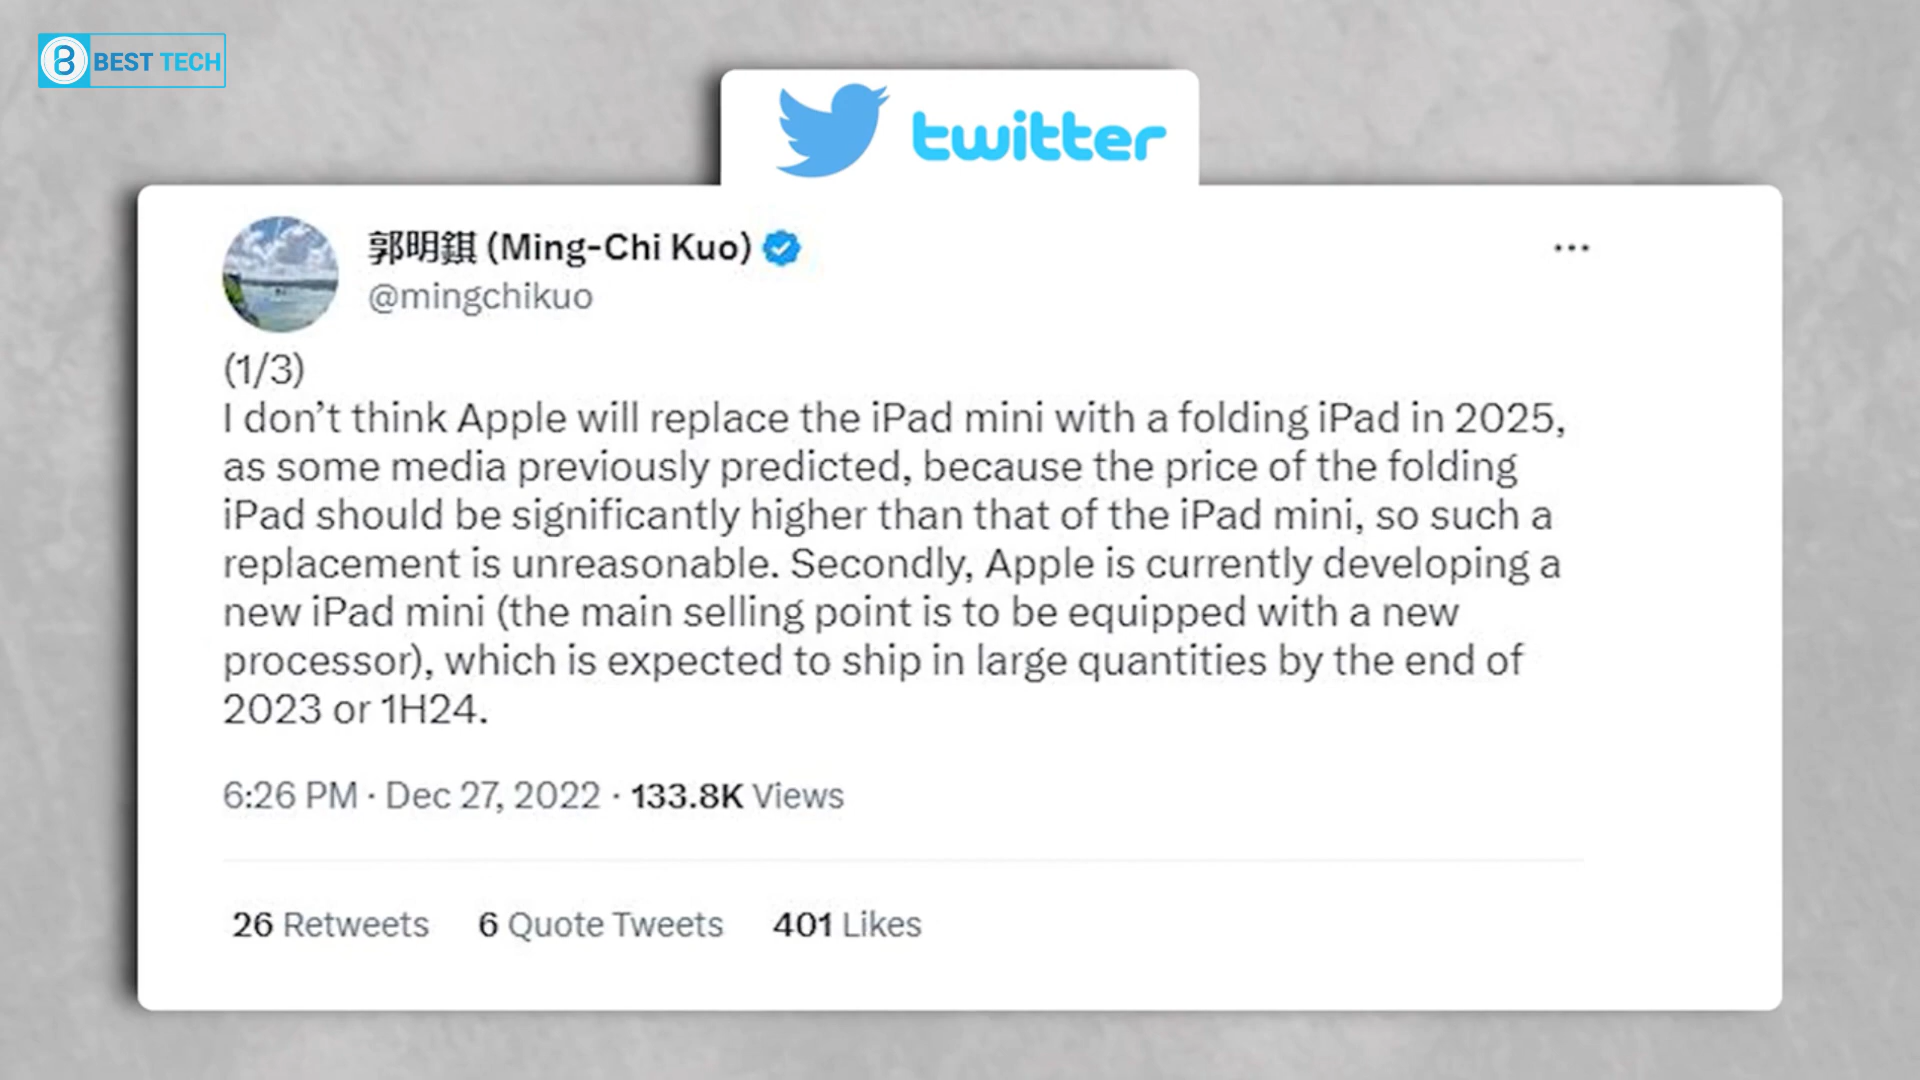 BEST TECH
twitter
郭明錤 (Ming-Chi Kuo)
@mingchikuo
(1/3)
I don’t think Apple will replace the iPad mini with a folding iPad in 2025,
as some media previously predicted, because the price of the folding
iPad should be significantly higher than that of the iPad mini, so such a
replacement is unreasonable. Secondly, Apple is currently developing a
new iPad mini (the main selling point is to be equipped with a new
processor), which is expected to ship in large quantities by the end of
2023 or 1H24.
6:26 PM · Dec 27, 2022 · 133.8K Views
26 Retweets 6 Quote Tweets 401 Likes